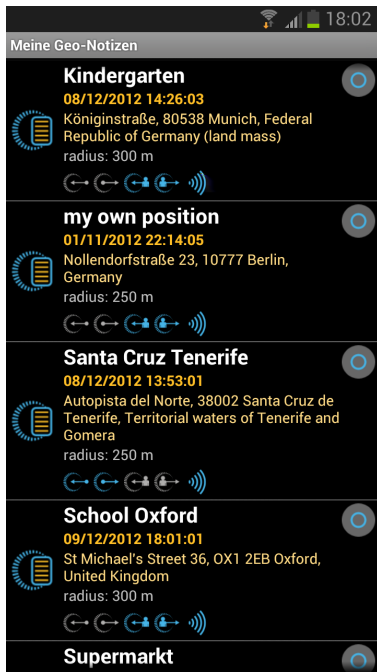 18:02
Meine Geo-Notizen
Kindergarten
08/12/2012 14:26:03
Königinstraße, 80538 Munich, Federal
Republic of Germany (land mass)
radius: 300 m
my own position
01/11/2012 22:14:05
Nollendorfstraße 23, 10777 Berlin,
Germany
radius: 250 m
Santa Cruz Tenerife
08/12/2012 13:53:01
Autopista del Norte, 38002 Santa Cruz de
Tenerife, Territorial waters of Tenerife and
Gomera
radius: 250 m
School Oxford
09/12/2012 18:01:01
St Michael's Street 36, OX1 2EB Oxford,
United Kingdom
radius: 300 m
Supermarkt